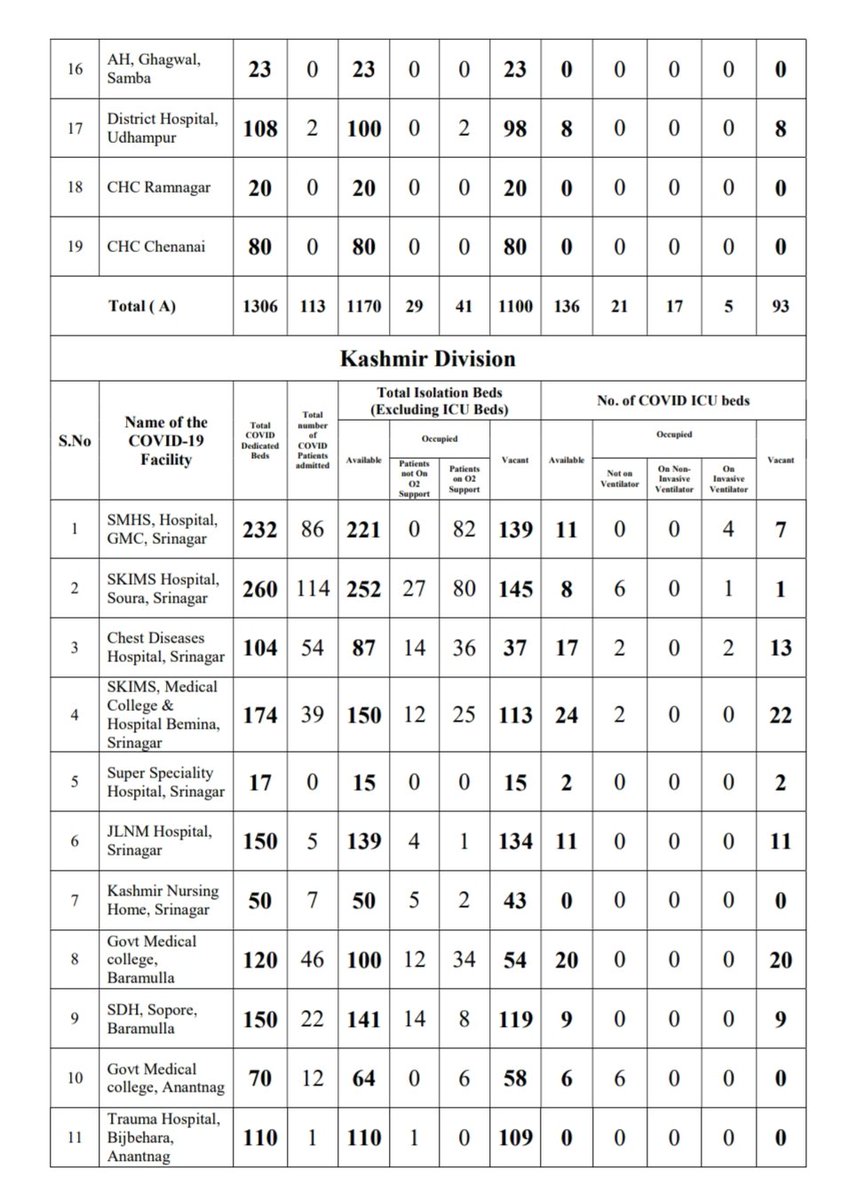 16 AH, Ghagwal, Samba 23 0 23 0 0 23 0 0 0 0 0
17 District Hospital, Udhampur 108 2 100 0 2 98 8 0 0 0 8
18 CHC Ramnagar 20 0 20 0 0 20 0 0 0 0 0
19 CHC Chenanai 80 0 80 0 0 80 0 0 0 0 0
Total ( A) 1306 113 1170 29 41 1100 136 21 17 5 93
Kashmir Division
S.No
Name of the
COVID-19
Facility
Total
COVID
Dedicated
Beds
Total
number
of
COVID
Patients
admitted
Total Isolation Beds
(Excluding ICU Beds)
Available
Occupied
Patients
not On
O2
Support
Patients
on O2
Support
Vacant
No. of COVID ICU beds
Available
Occupied
Not on
Ventilator
On Non-
Invasive
Ventilator
On
Invasive
Ventilator
Vacant
1 SMHS, Hospital, GMC, Srinagar 232 86 221 0 82 139 11 0 0 4 7
2 SKIMS Hospital, Soura, Srinagar 260 114 252 27 80 145 8 6 0 1 1
3 Chest Diseases Hospital, Srinagar 104 54 87 14 36 37 17 2 0 2 13
4 SKIMS, Medical College & Hospital Bemina, Srinagar 174 39 150 12 25 113 24 2 0 0 22
5 Super Speciality Hospital, Srinagar 17 0 15 0 0 15 2 0 0 0 2
6 JLNM Hospital, Srinagar 150 5 139 4 1 134 11 0 0 0 11
7 Kashmir Nursing Home, Srinagar 50 7 50 5 2 43 0 0 0 0 0
8 Govt Medical college, Baramulla 120 46 100 12 34 54 20 0 0 0 20
9 SDH, Sopore, Baramulla 150 22 141 14 8 119 9 0 0 0 9
10 Govt Medical college, Anantnag 70 12 64 0 6 58 6 6 0 0 0
11 Trauma Hospital, Bijbehara, Anantnag 110 1 110 1 0 109 0 0 0 0 0